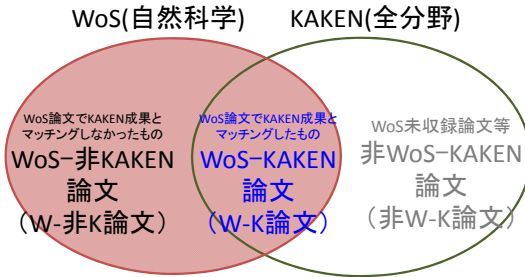 WoS(自然科学)
KAKEN(全分野)
WoS論文でKAKEN成果と
マッチングしなかったもの
WoS−非KAKEN
論文
(W-非K論文)
WoS論文でKAKEN成果と
マッチングしたもの
WoS−KAKEN
論文
(W-K論文)
WoS未収録論文等
非WoS−KAKEN
論文
(非W-K論文)